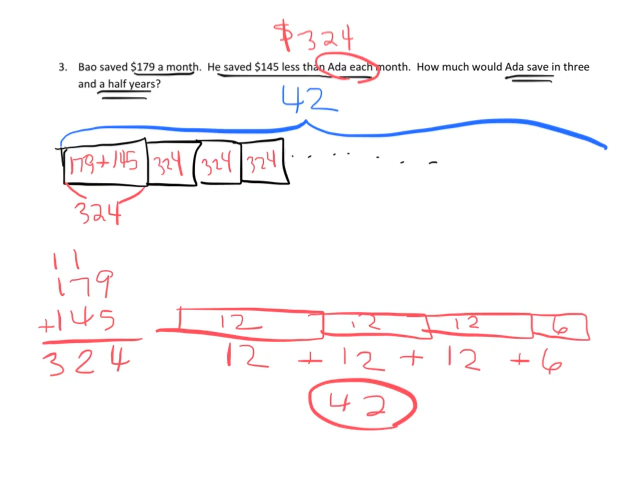 $324
3. Bao saved $179 a month. He saved $145 less than Ada each month. How much would Ada save in three
and a half years?
42
179+145 324 324 324 . . . . . . . -
324
11
179
+145
324
12 12 12 6
12 + 12 + 12 + 6
42